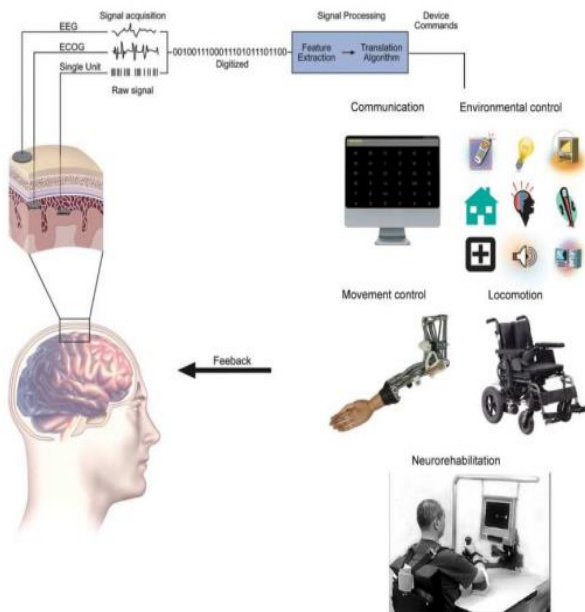 EEG
ECOG
Single Unit
Signal acquisition
Raw signal
0010011100011101011101100
Digitized
Signal Processing
Feature Extraction
Translation Algorithm
Device Commands
Communication
Environmental control
Movement control
Locomotion
Feeback
Neurorehabilitation